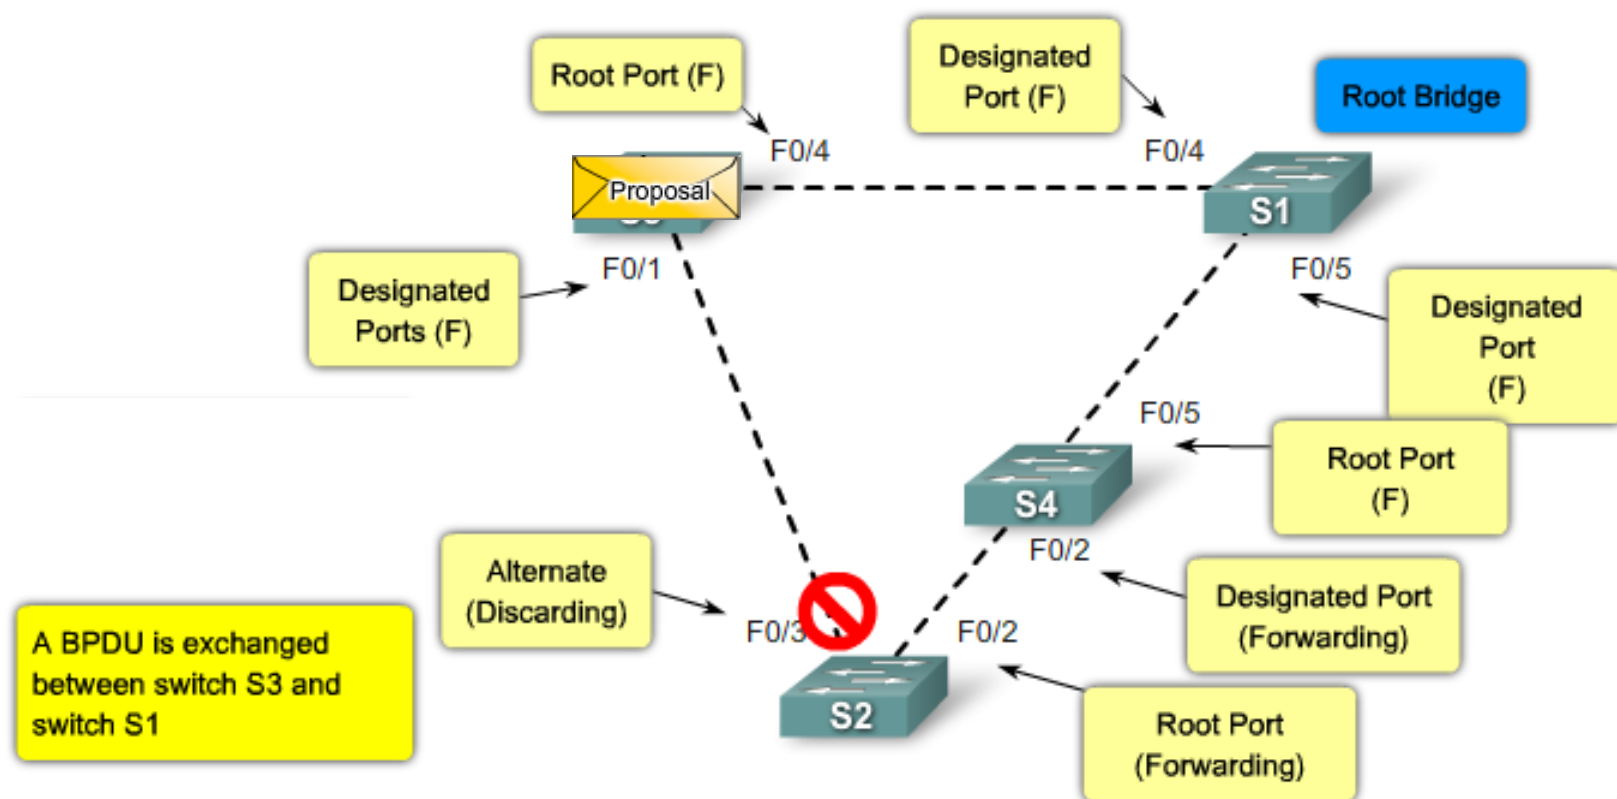 Root Port (F)
Designated
Port (F)
Root Bridge
F0/4
F0/4
Proposal
S1
F0/1
F0/5
Designated
Ports (F)
Designated
Port
(F)
F0/5
Root Port
(F)
S4
F0/2
Alternate
(Discarding)
Designated Port
(Forwarding)
F0/3
F0/2
A BPDU is exchanged
between switch S3 and
switch S1
S2
Root Port
(Forwarding)